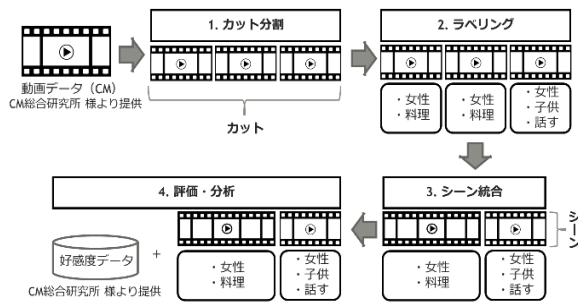 1. カット分割
2. ラベリング
動画データ（CM）
CM総合研究所 様より提供
カット
・女性
・料理
・女性
・料理
・女性
・子供
・話す
4. 評価・分析
3. シーン統合
シーン
好感度データ
+
CM総合研究所 様より提供
・女性
・料理
・女性
・子供
・話す
・女性
・料理
・女性
・子供
・話す